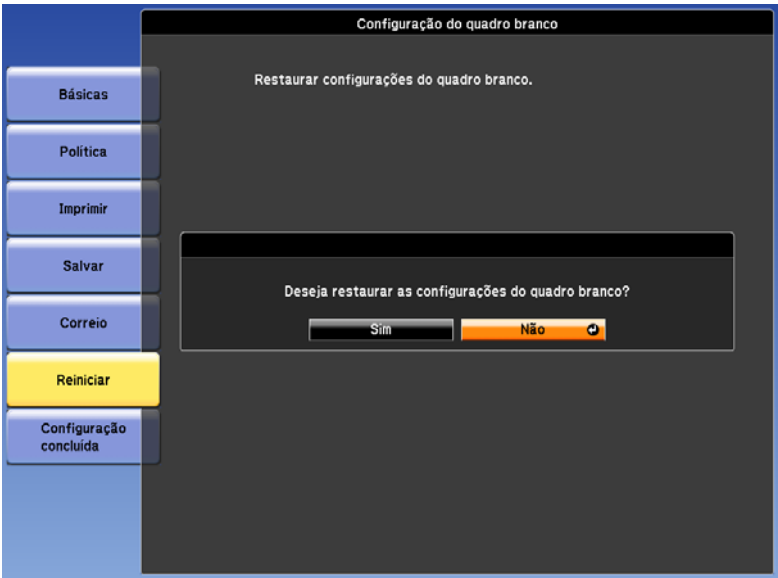 Configuração do quadro branco
Restaurar configurações do quadro branco.
Básicas
Política
Imprimir
Salvar
Correio
Reiniciar
Configuração
concluída
Deseja restaurar as configurações do quadro branco?
Sim
Não